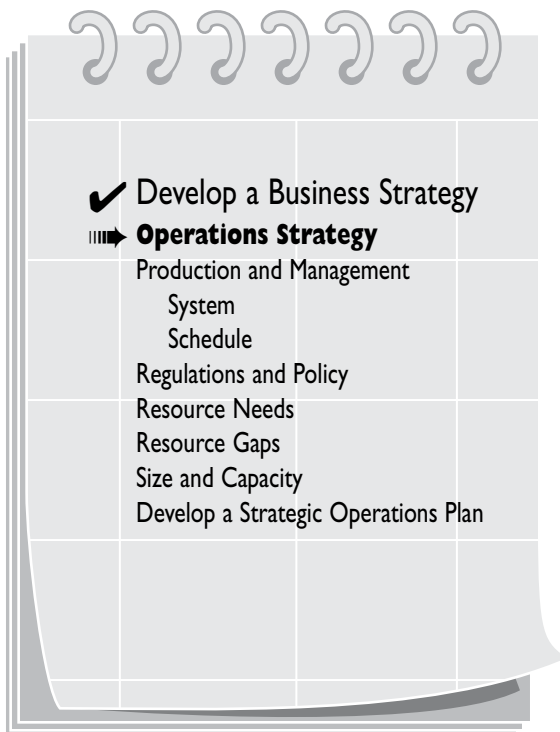 Develop a Business Strategy
Operations Strategy
Production and Management
System
Schedule
Regulations and Policy
Resource Needs
Resource Gaps
Size and Capacity
Develop a Strategic Operations Plan